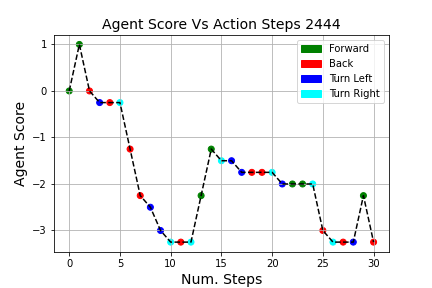 Agent Score Vs Action Steps 2444
Forward
Back
Turn Left
Turn Right
Agent Score
1
0
−1
−2
−3
0 5 10 15 20 25 30
Num. Steps